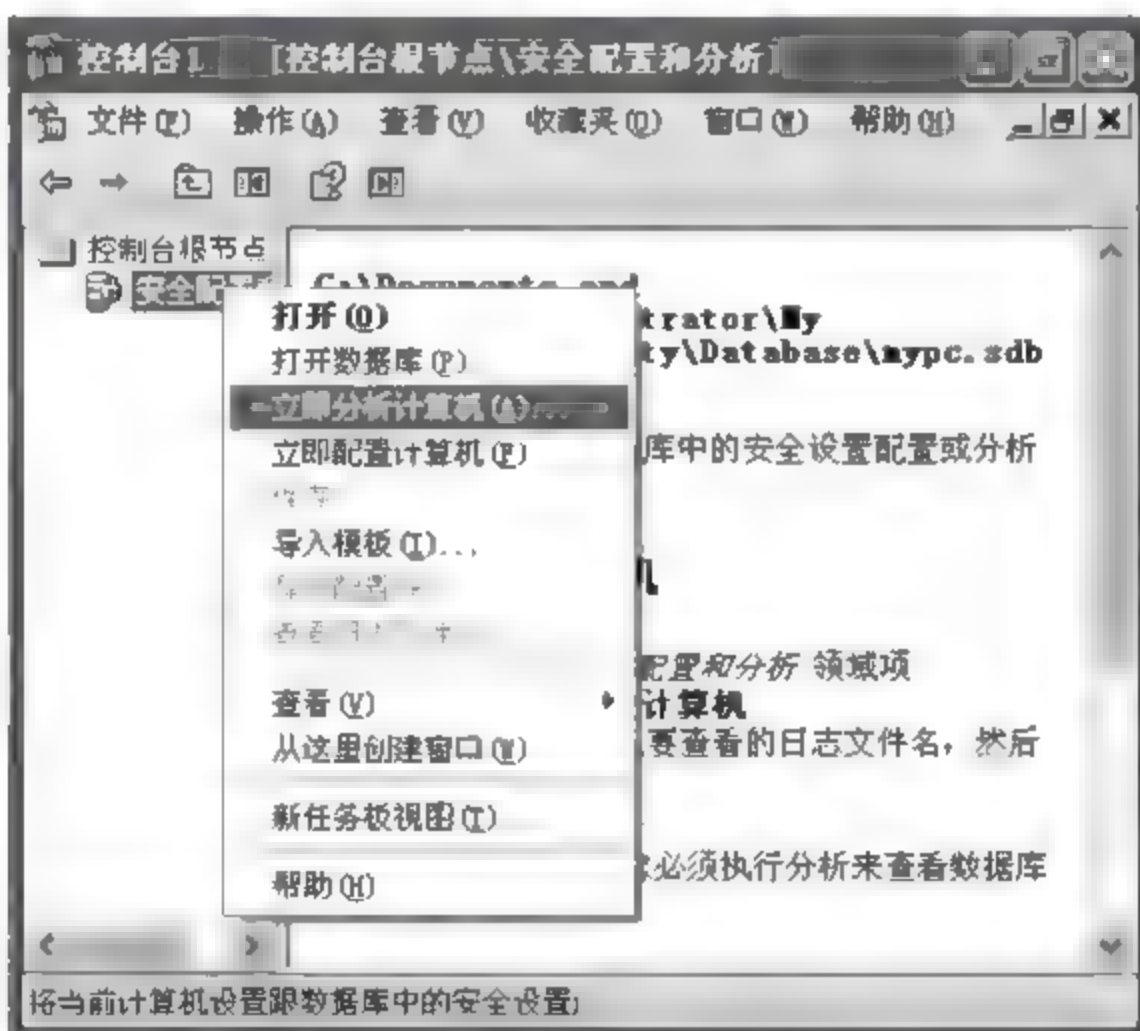 控制台1 [控制台根节点\安全配置和分析]
文件(F) 操作(A) 查看(V) 收藏夹(O) 窗口(W) 帮助(H)
控制台根节点
安全配置
C:\Documents and
trator\My
ty\Database\mypc.sdb
打开(O)
打开数据库(P)
立即分析计算机(A)...
立即配置计算机(F)
库中的安全设置配置或分析
导入模板(I)...
机
配置和分析 领域项
查看(V)
计算机
从这里创建窗口(W)
要查看的日志文件名，然后
新任务板视图(T)
必须执行分析来查看数据库
帮助(H)
将当前计算机设置跟数据库中的安全设置